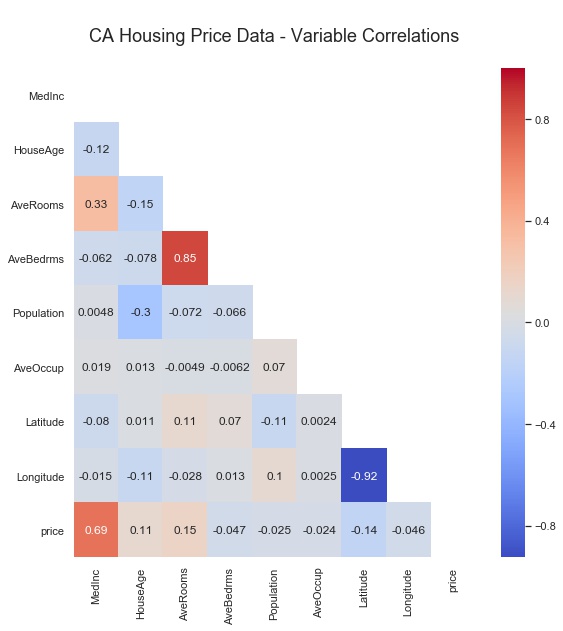 CA Housing Price Data - Variable Correlations
MedInc
HouseAge -0.12
AveRooms 0.33 -0.15
AveBedrms -0.062 -0.078 0.85
Population 0.0048 -0.3 -0.072 -0.066
AveOccup 0.019 0.013 -0.0049 -0.0062 0.07
Latitude -0.08 0.011 0.11 0.07 -0.11 0.0024
Longitude -0.015 -0.11 -0.028 0.013 0.1 0.0025 -0.92
price 0.69 0.11 0.15 -0.047 -0.025 -0.024 -0.14 -0.046
MedInc HouseAge AveRooms AveBedrms Population AveOccup Latitude Longitude price
0.8
0.4
0.0
−0.4
−0.8